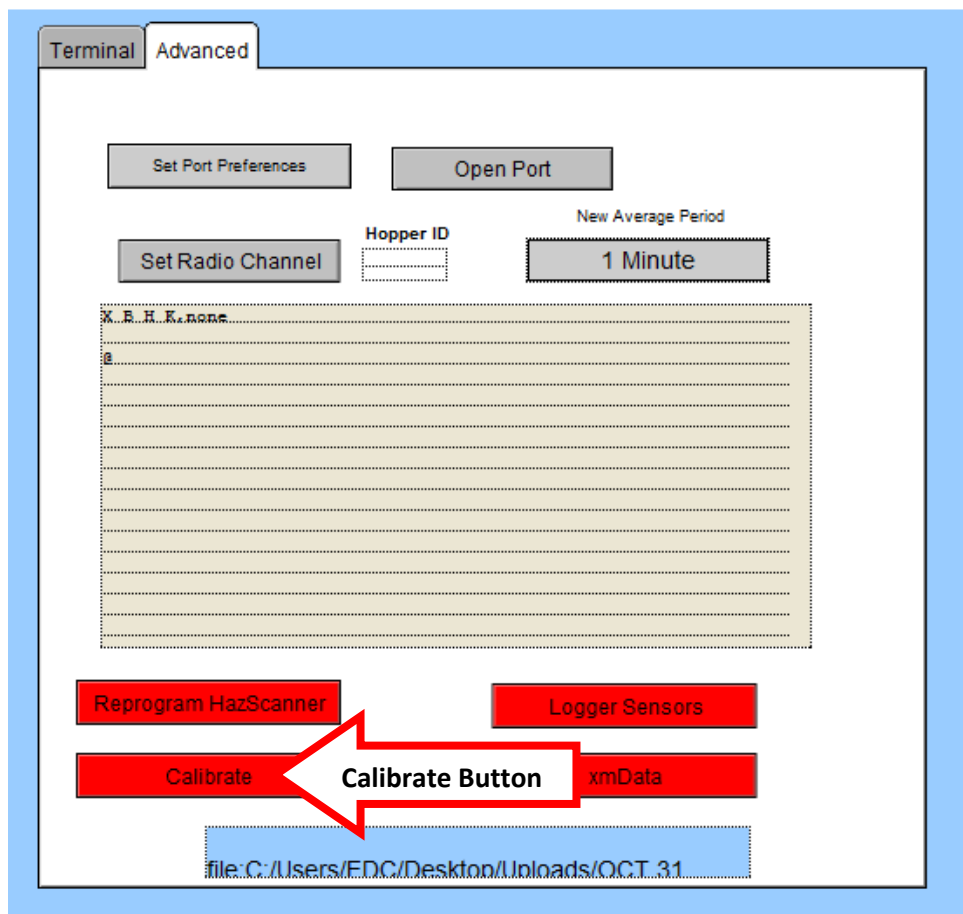 Terminal Advanced
Set Port Preferences Open Port
New Average Period
Hopper ID
Set Radio Channel 1 Minute
X B H K,none
@
Reprogram HazScanner Logger Sensors
Calibrate Calibrate Button xmData
file:C:/Users/EDC/Desktop/Uploads/OCT 31